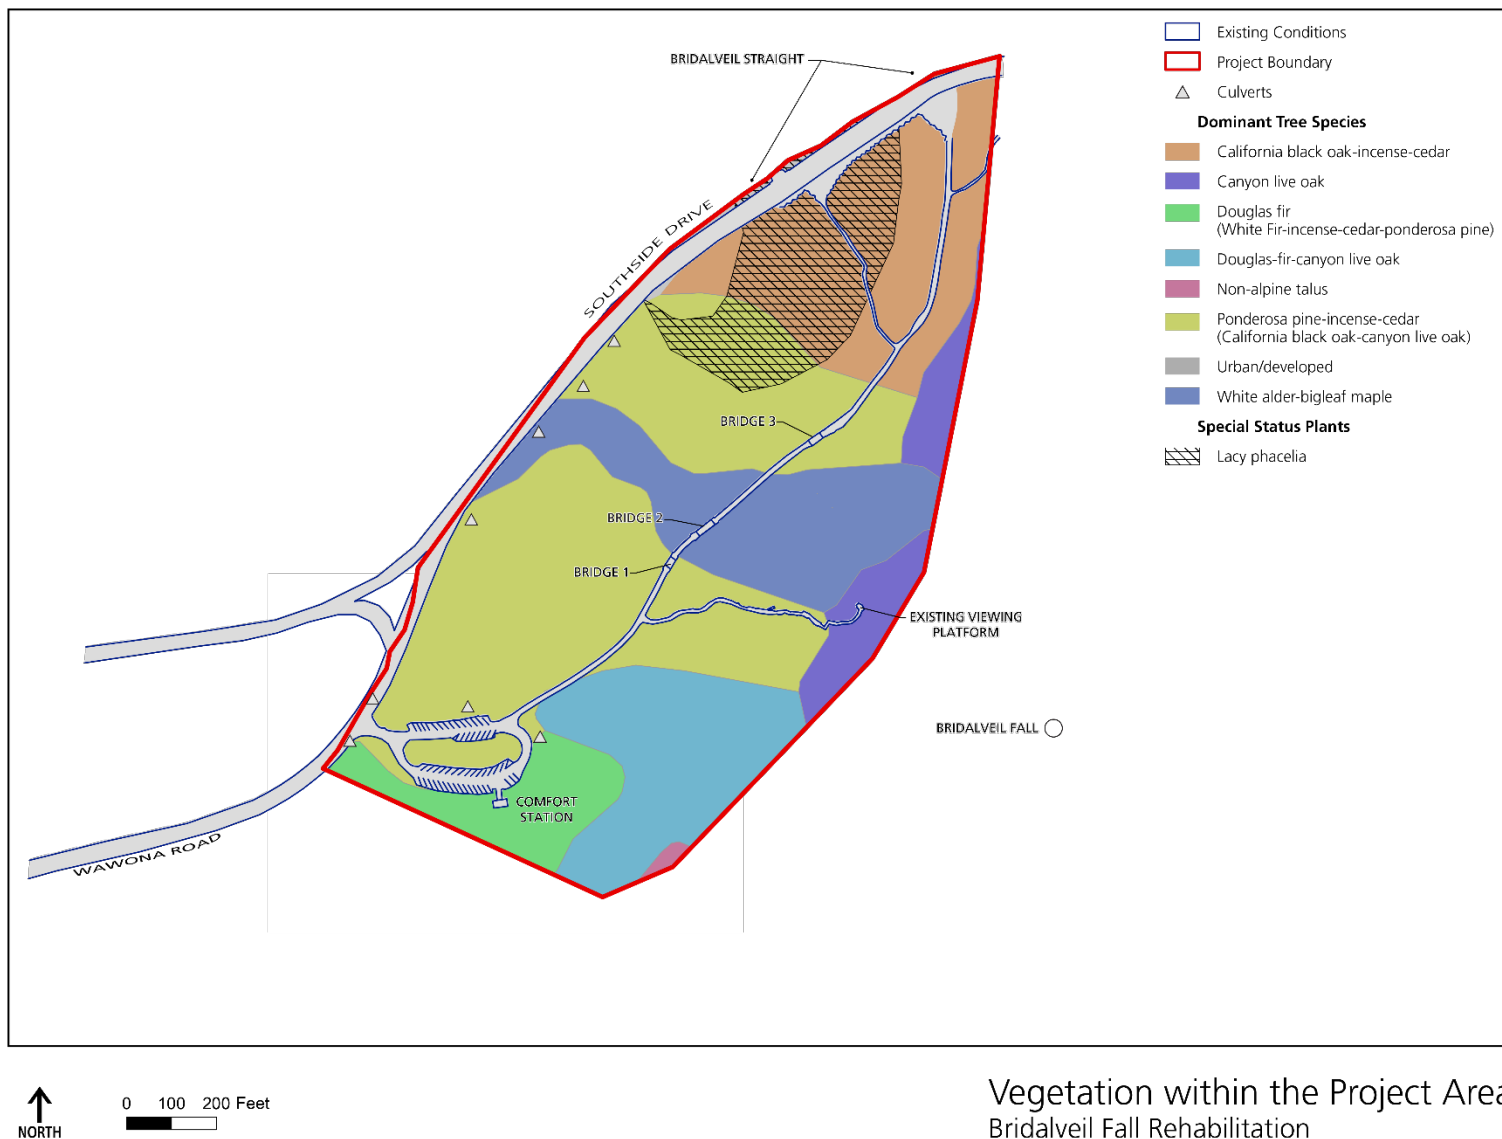 Existing Conditions
Project Boundary
Culverts
Dominant Tree Species
California black oak-incense-cedar
Canyon live oak
Douglas fir
(White Fir-incense-cedar-ponderosa pine)
Douglas-fir-canyon live oak
Non-alpine talus
Ponderosa pine-incense-cedar
(California black oak-canyon live oak)
Urban/developed
White alder-bigleaf maple
Special Status Plants
Lacy phacelia
BRIDALVEIL STRAIGHT
SOUTHSIDE DRIVE
BRIDGE 3
BRIDGE 2
BRIDGE 1
EXISTING VIEWING
PLATFORM
BRIDALVEIL FALL
COMFORT
STATION
WAWONA ROAD
0 100 200 Feet
NORTH
Vegetation within the Project Area
Bridalveil Fall Rehabilitation